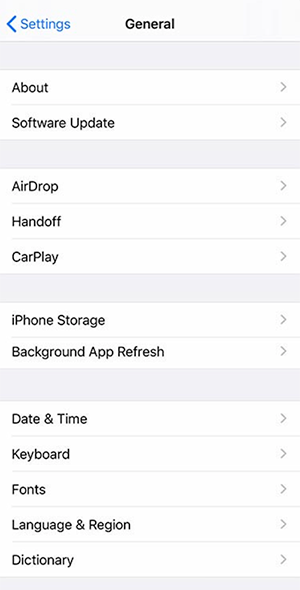 Settings
General
About
Software Update
AirDrop
Handoff
CarPlay
iPhone Storage
Background App Refresh
Date & Time
Keyboard
Fonts
Language & Region
Dictionary